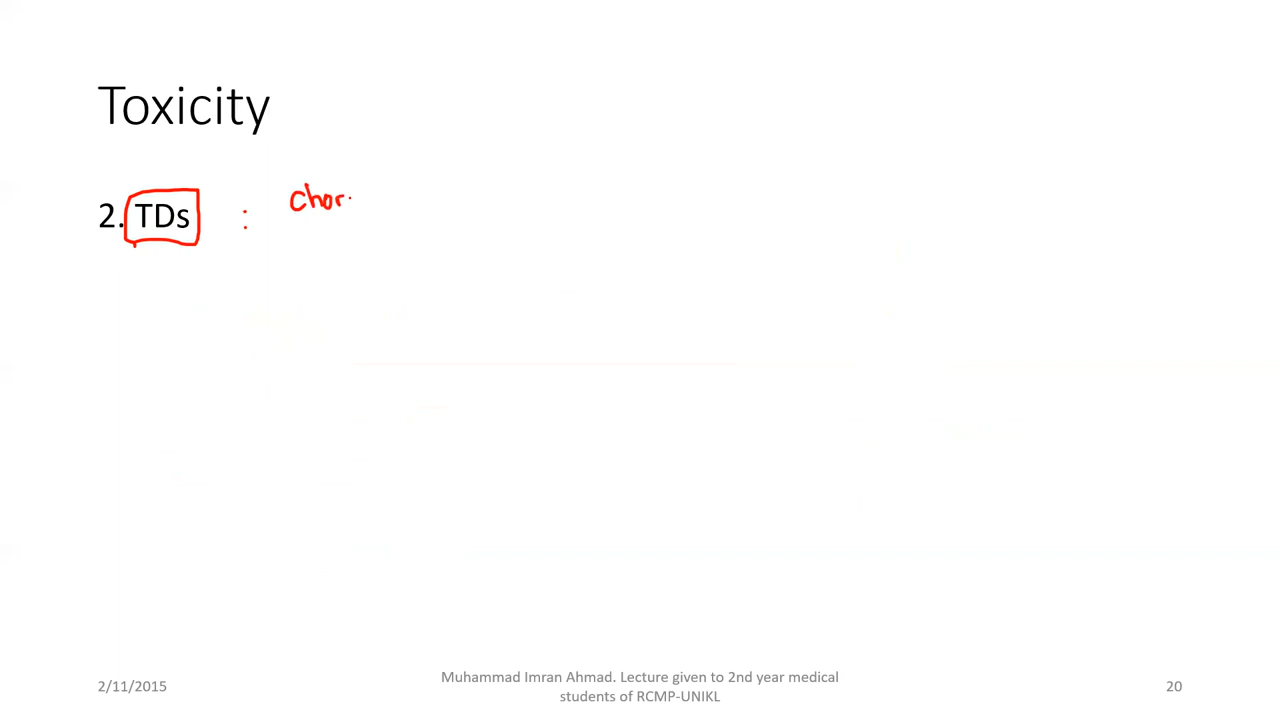 Toxicity
2. TDs : Chor
2/11/2015
Muhammad Imran Ahmad. Lecture given to 2nd year medical
students of RCMP-UNIKL
20